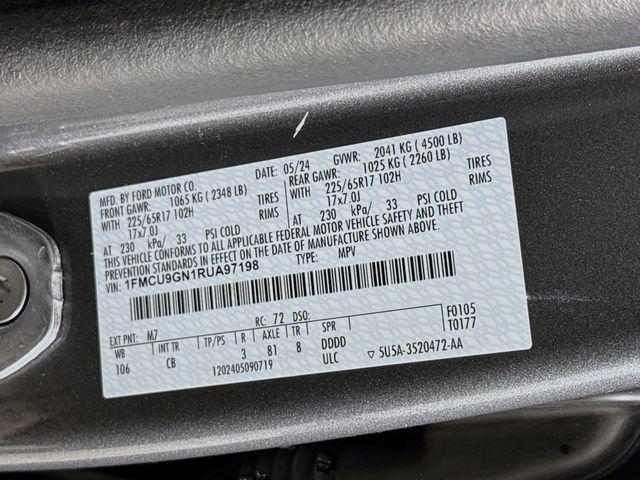 MFD. BY FORD MOTOR CO. DATE: 05/24 GVWR: 2041 KG ( 4500 LB)
FRONT GAWR: 1065 KG ( 2348 LB) REAR GAWR: 1025 KG ( 2260 LB)
WITH 225/65R17 102H TIRES WITH 225/65R17 102H TIRES
17x7.0J RIMS 17x7.0J RIMS
AT 230 kPa/ 33 PSI COLD AT 230 kPa/ 33 PSI COLD
THIS VEHICLE CONFORMS TO ALL APPLICABLE FEDERAL MOTOR VEHICLE SAFETY AND THEFT
PREVENTION STANDARDS IN EFFECT ON THE DATE OF MANUFACTURE SHOWN ABOVE.
VIN: 1FMCU9GN1RUA97198 TYPE: MPV
EXT PNT: M7 RC: 72 DSO: F0105
WB INT TR TP/PS R AXLE TR SPR T0177
106 CB 3 81 8 DDDD
1202405090719 ULC ▽ 5U5A-3520472-AA